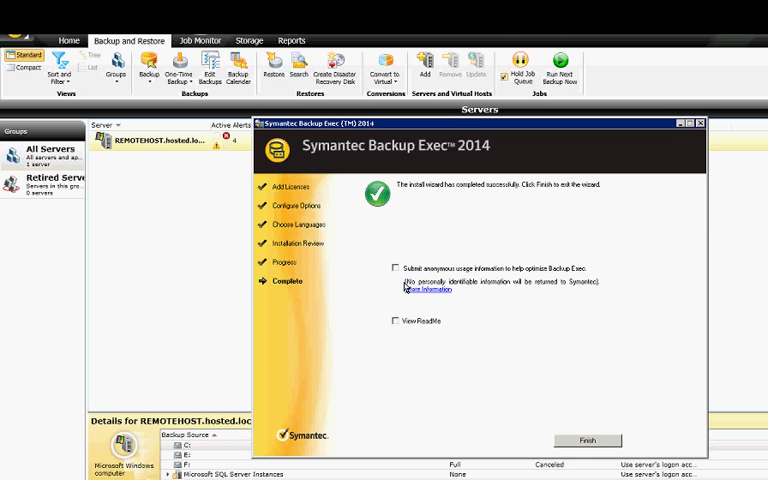 Home Backup and Restore Job Monitor Storage Reports
Standard
Compact
Sort and Filter
Tree
List
Groups
Views
Backup
One-Time Backup
Edit Backups
Backup Calendar
Backups
Restore
Search
Create Disaster Recovery Disk
Restores
Convert to Virtual
Conversions
Add
Remove
Update
Servers and Virtual Hosts
Hold Job Queue
Run Next Backup Now
Jobs
Servers
Groups
All Servers
All servers and ap...
1 server
Retired Serve
Servers in this gro...
0 servers
Server
Active Alerts
REMOTEHOST.hosted.lo...
4
Symantec Backup Exec (TM) 2014
Symantec Backup Exec™ 2014
Add Licenses
Configure Options
Choose Languages
Installation Review
Progress
Complete
The install wizard has completed successfully. Click Finish to exit the wizard.
Submit anonymous usage information to help optimize Backup Exec.
(No personally identifiable information will be returned to Symantec).
More Information
View ReadMe
Symantec.
Finish
Details for REMOTEHOST.hosted.loc
Microsoft Windows computer
Backup Source
C:
E:
F: Full Canceled Use server's logon acc...
Microsoft SQL Server Instances None Use server's logon acc...